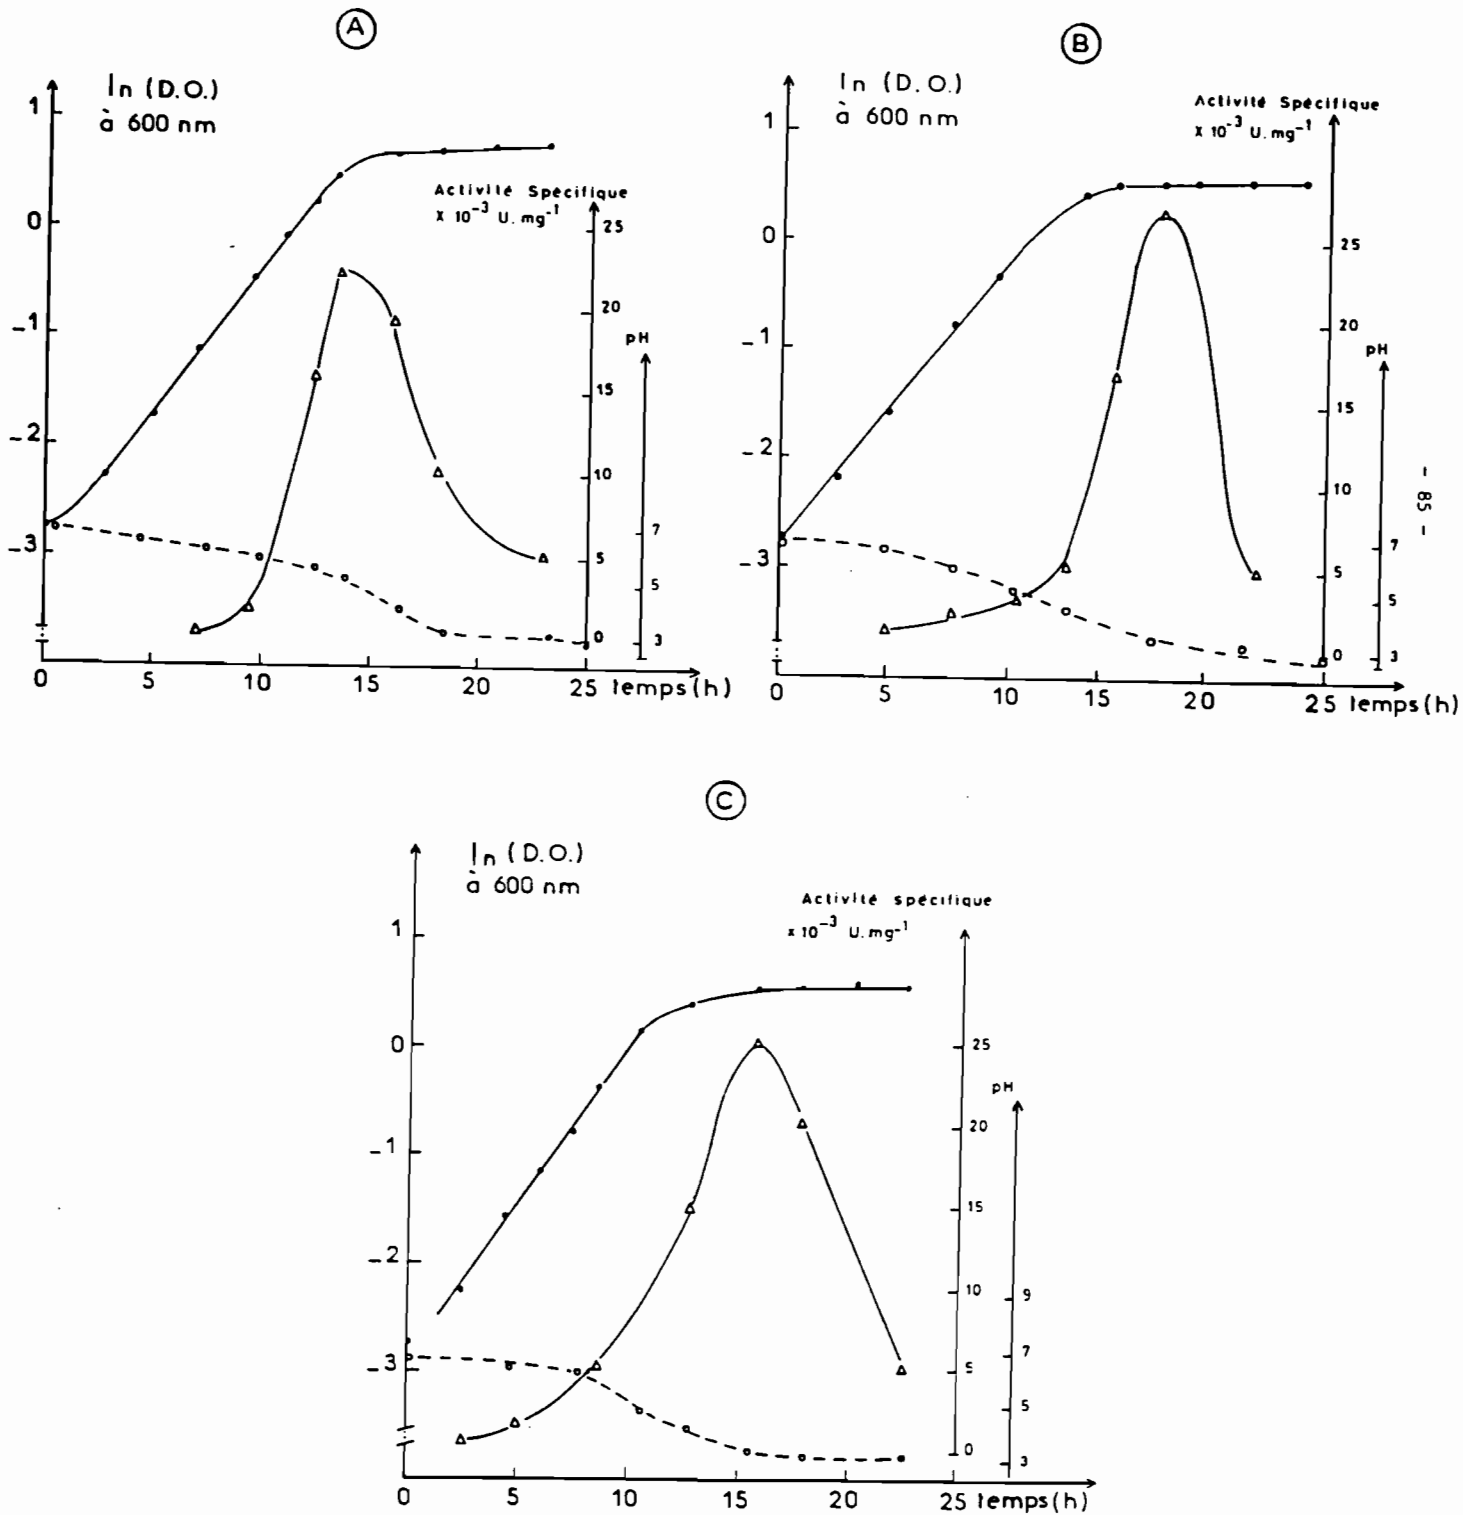 A
ln (D.O.)
à 600 nm
Activité Spécifique
x 10⁻³ U.mg⁻¹
pH
1
0
-1
-2
-3
25
20
15
10
5
0
7
5
3
0 5 10 15 20 25 temps(h)
B
ln (D.O.)
à 600 nm
Activité Spécifique
x 10⁻³ U.mg⁻¹
pH
1
0
-1
-2
-3
25
20
15
10
5
0
7
5
3
0 5 10 15 20 25 temps(h)
- 85 -
C
ln (D.O.)
à 600 nm
Activité spécifique
x 10⁻³ U.mg⁻¹
pH
1
0
-1
-2
-3
25
20
15
10
5
0
9
7
5
3
0 5 10 15 20 25 temps(h)